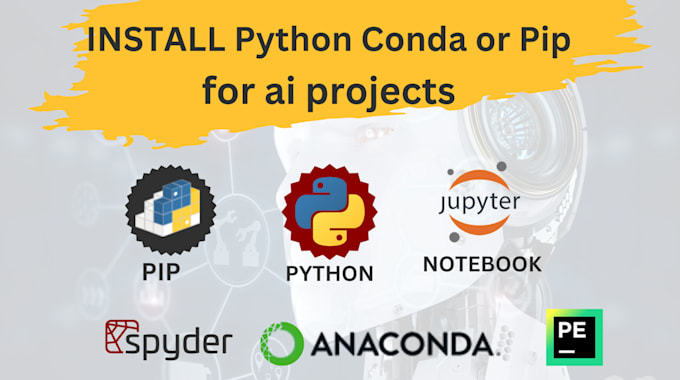 INSTALL Python Conda or Pip
for ai projects
PIP
PYTHON
jupyter
NOTEBOOK
spyder
ANACONDA.
PE